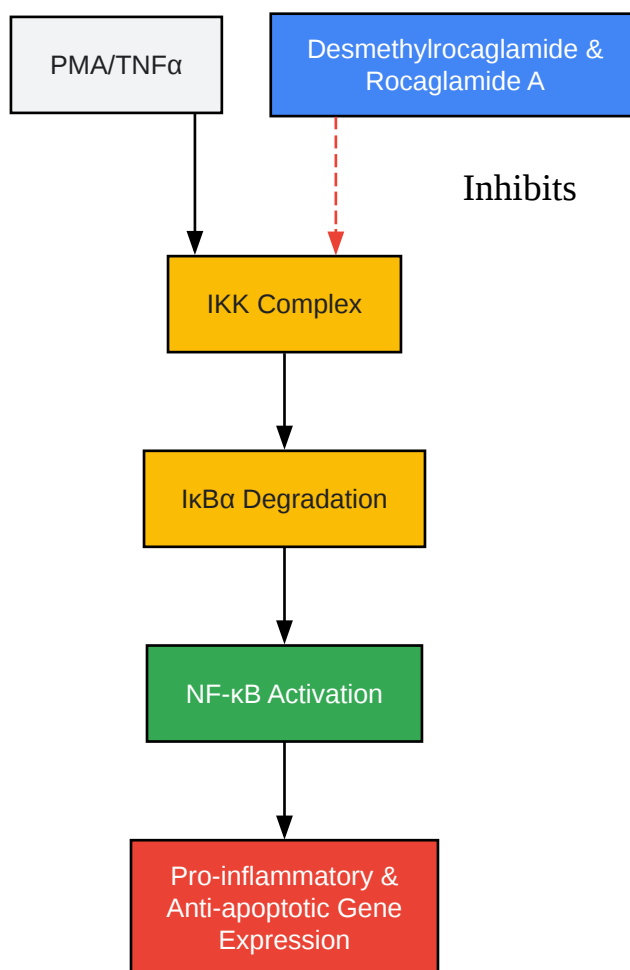 PMA/TNFα
Desmethylrocaglamide &
Rocaglamide A
Inhibits
IKK Complex
IκBα Degradation
NF-κB Activation
Pro-inflammatory &
Anti-apoptotic Gene
Expression